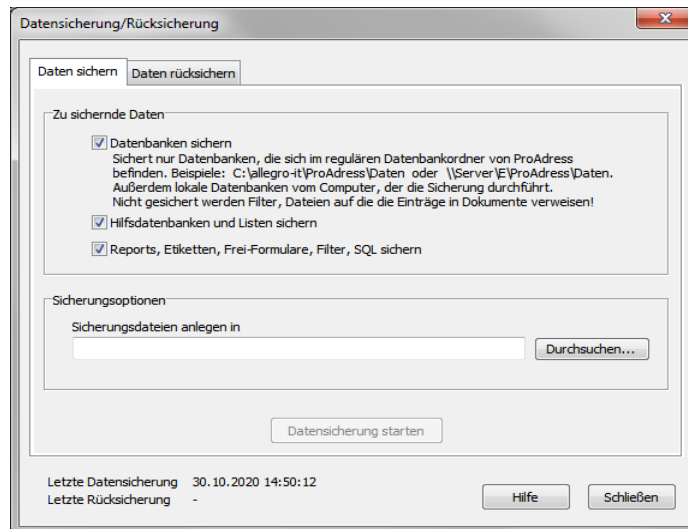 Datensicherung/Rücksicherung
Daten sichern Daten rücksichern
Zu sichernde Daten
Datenbanken sichern
Sichert nur Datenbanken, die sich im regulären Datenbankordner von ProAdress
befinden. Beispiele: C:\allegro-it\ProAdress\Daten oder \\Server\E\ProAdress\Daten.
Außerdem lokale Datenbanken vom Computer, der die Sicherung durchführt.
Nicht gesichert werden Filter, Dateien auf die die Einträge in Dokumente verweisen!
Hilfsdatenbanken und Listen sichern
Reports, Etiketten, Frei-Formulare, Filter, SQL sichern
Sicherungsoptionen
Sicherungsdateien anlegen in
Durchsuchen...
Datensicherung starten
Letzte Datensicherung 30.10.2020 14:50:12
Letzte Rücksicherung -
Hilfe Schließen